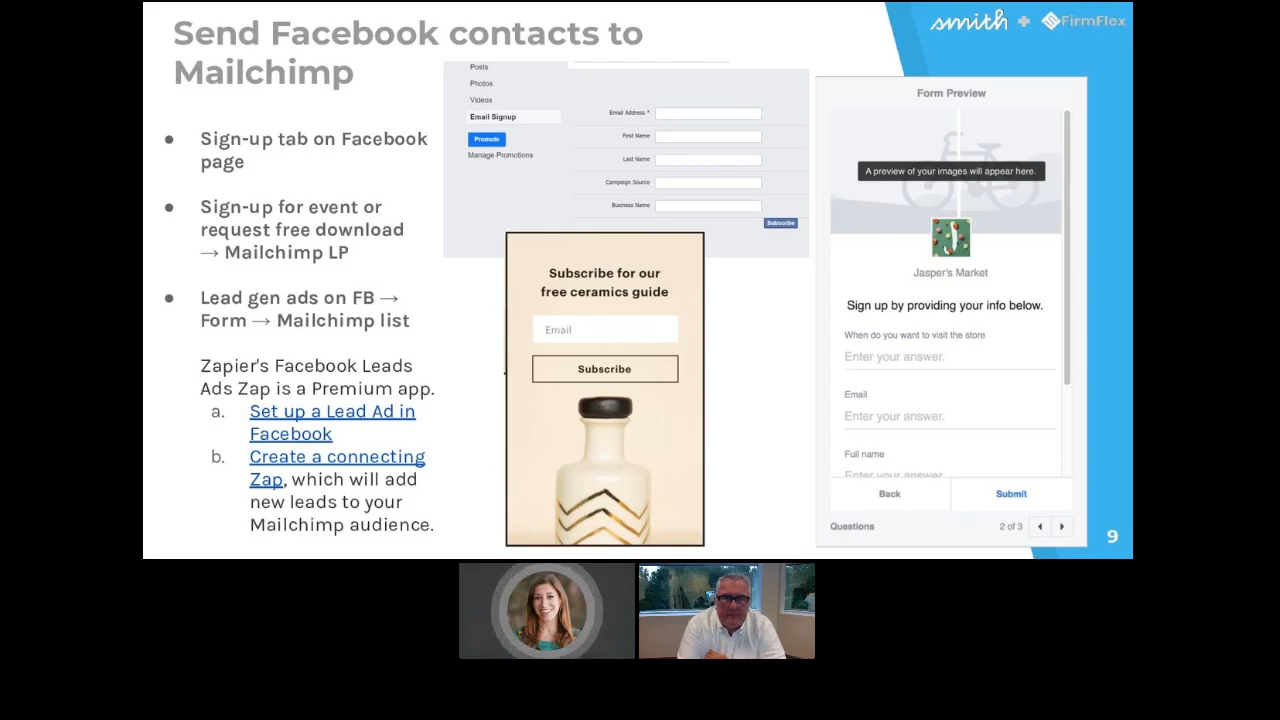 Send Facebook contacts to
Mailchimp
smith + FirmFlex
● Sign-up tab on Facebook
page
● Sign-up for event or
request free download
→ Mailchimp LP
● Lead gen ads on FB →
Form → Mailchimp list
Zapier's Facebook Leads
Ads Zap is a Premium app.
a. Set up a Lead Ad in
Facebook
b. Create a connecting
Zap, which will add
new leads to your
Mailchimp audience.
Posts
Photos
Videos
Email Signup
Promote
Manage Promotions
Email Address *
First Name
Last Name
Campaign Source
Business Name
Subscribe
Subscribe for our
free ceramics guide
Email
Subscribe
Form Preview
A preview of your images will appear here.
Jasper's Market
Sign up by providing your info below.
When do you want to visit the store
Enter your answer.
Email
Enter your answer.
Full name
Enter your answer.
Back Submit
Questions 2 of 3
9